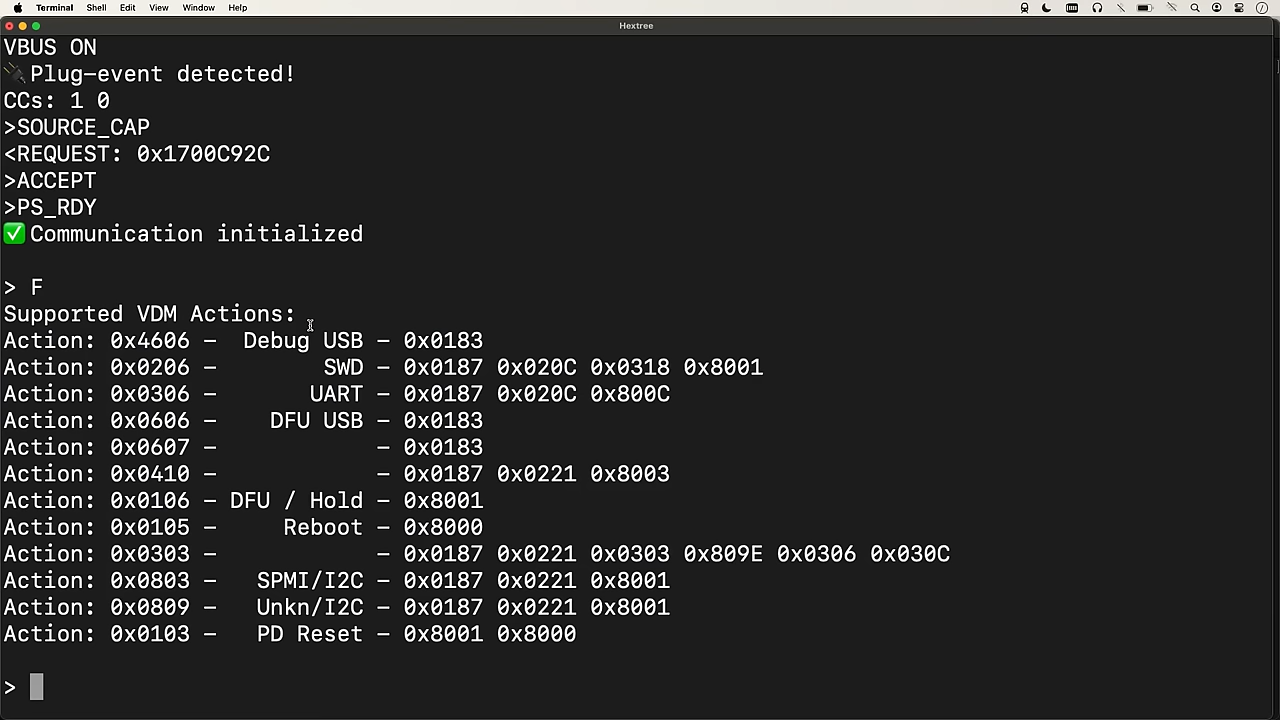 Terminal Shell Edit View Window Help
Hextree
VBUS ON
Plug-event detected!
CCs: 1 0
>SOURCE_CAP
<REQUEST: 0x1700C92C
>ACCEPT
>PS_RDY
✅ Communication initialized
> F
Supported VDM Actions:
Action: 0x4606 - Debug USB - 0x0183
Action: 0x0206 - SWD - 0x0187 0x020C 0x0318 0x8001
Action: 0x0306 - UART - 0x0187 0x020C 0x800C
Action: 0x0606 - DFU USB - 0x0183
Action: 0x0607 - - 0x0183
Action: 0x0410 - - 0x0187 0x0221 0x8003
Action: 0x0106 - DFU / Hold - 0x8001
Action: 0x0105 - Reboot - 0x8000
Action: 0x0303 - - 0x0187 0x0221 0x0303 0x809E 0x0306 0x030C
Action: 0x0803 - SPMI/I2C - 0x0187 0x0221 0x8001
Action: 0x0809 - Unkn/I2C - 0x0187 0x0221 0x8001
Action: 0x0103 - PD Reset - 0x8001 0x8000
>